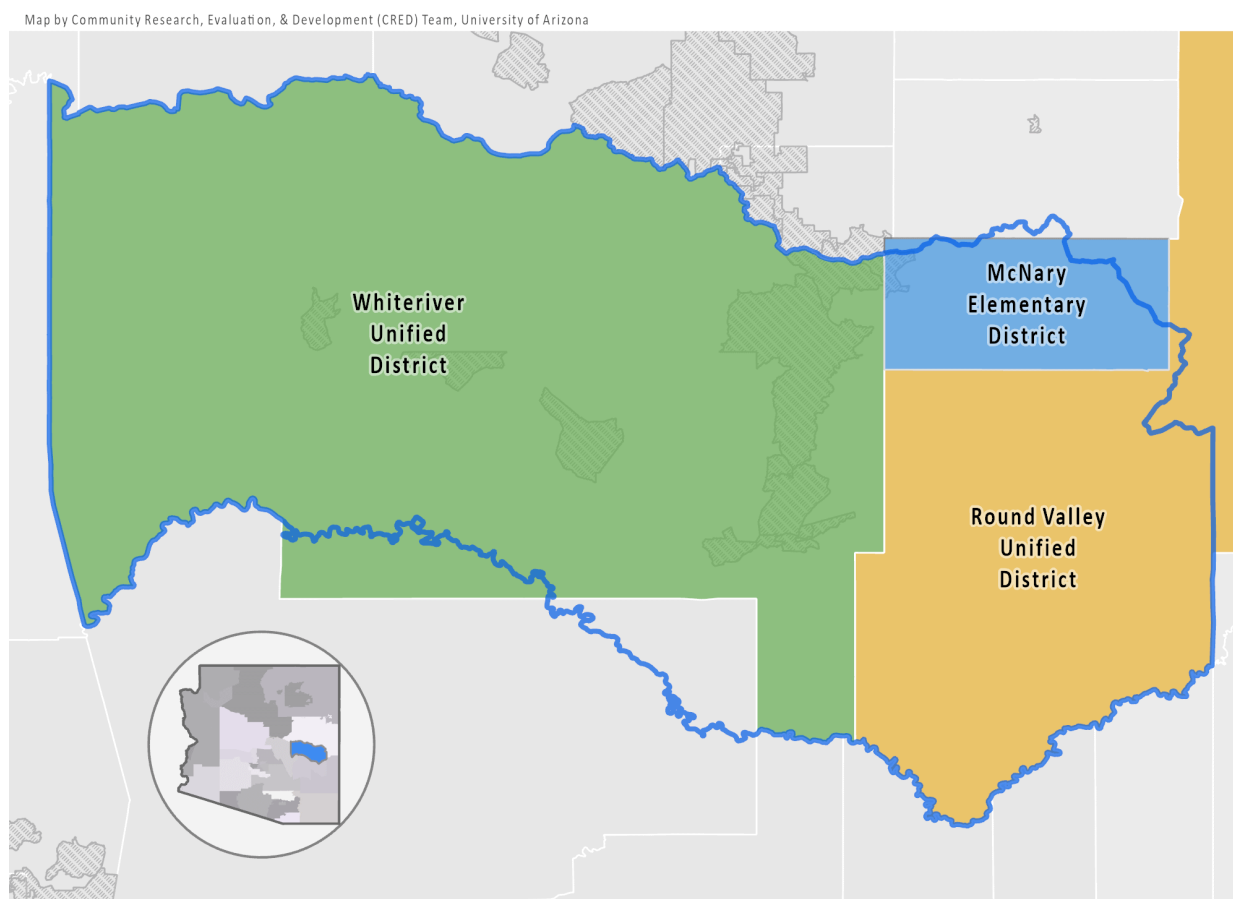 Map by Community Research, Evaluation, & Development (CRED) Team, University of Arizona
Whiteriver
Unified
District
McNary
Elementary
District
Round Valley
Unified
District